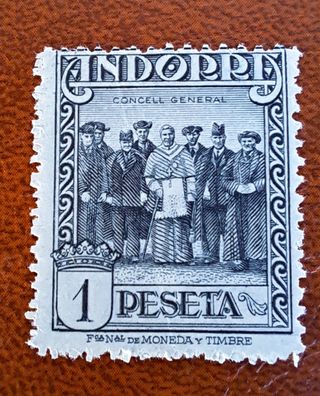 ANDORRA
CONCELL GENERAL
1 PESETA
Fca Nal DE MONEDA Y TIMBRE